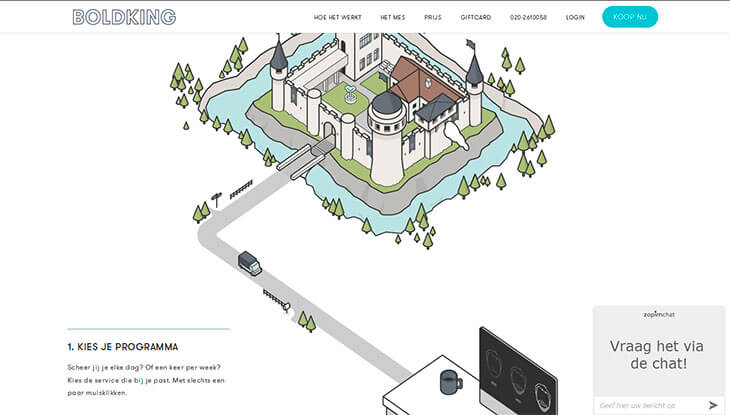 BOLDKING
HOE HET WERKT HET MES PRIJS GIFTCARD 020-2610058 LOGIN KOOP NU
1. KIES JE PROGRAMMA
Scheer jij je elke dag? Of een keer per week?
Kies de service die bij je past. Met slechts een
paar muisklikken.
zopimchat
Vraag het via
de chat!
Geef hier uw bericht op